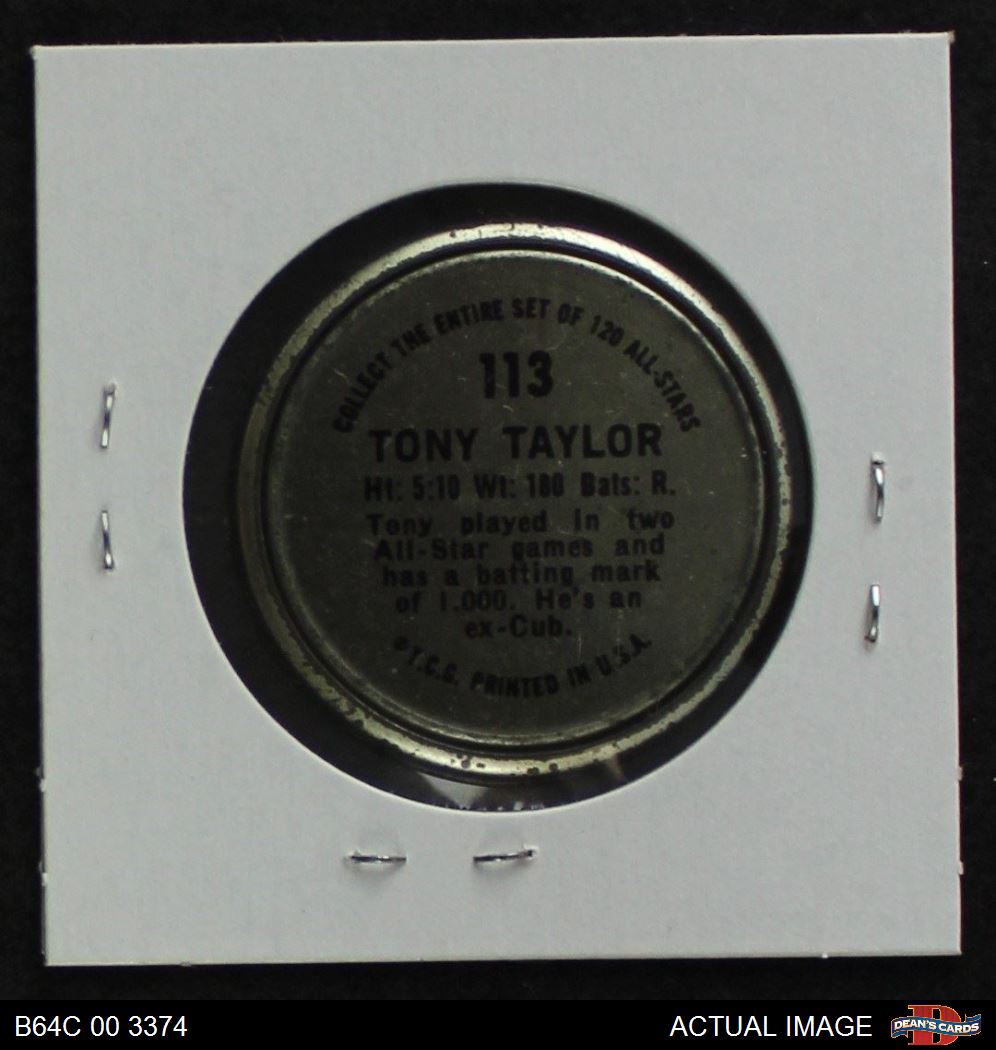 COLLECT THE ENTIRE SET OF 120 ALL-STARS
113
TONY TAYLOR
Ht: 5:10 Wt: 180 Bats: R.
Tony played in two
All-Star games and
has a batting mark
of 1.000. He's an
ex-Cub.
©T.C.G. PRINTED IN U.S.A.
B64C 00 3374
ACTUAL IMAGE
D
DEAN'S CARDS